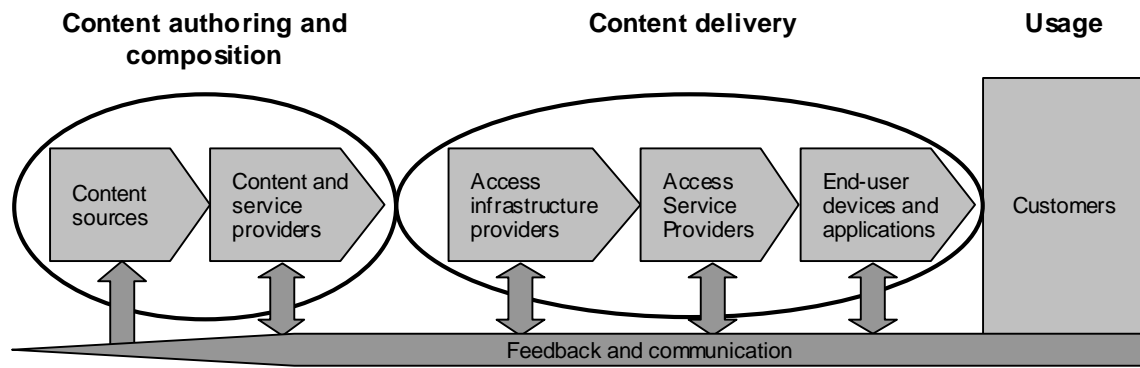 Content authoring and
composition
Content delivery
Usage
Content
sources
Content and
service
providers
Access
infrastructure
providers
Access
Service
Providers
End-user
devices and
applications
Customers
Feedback and communication